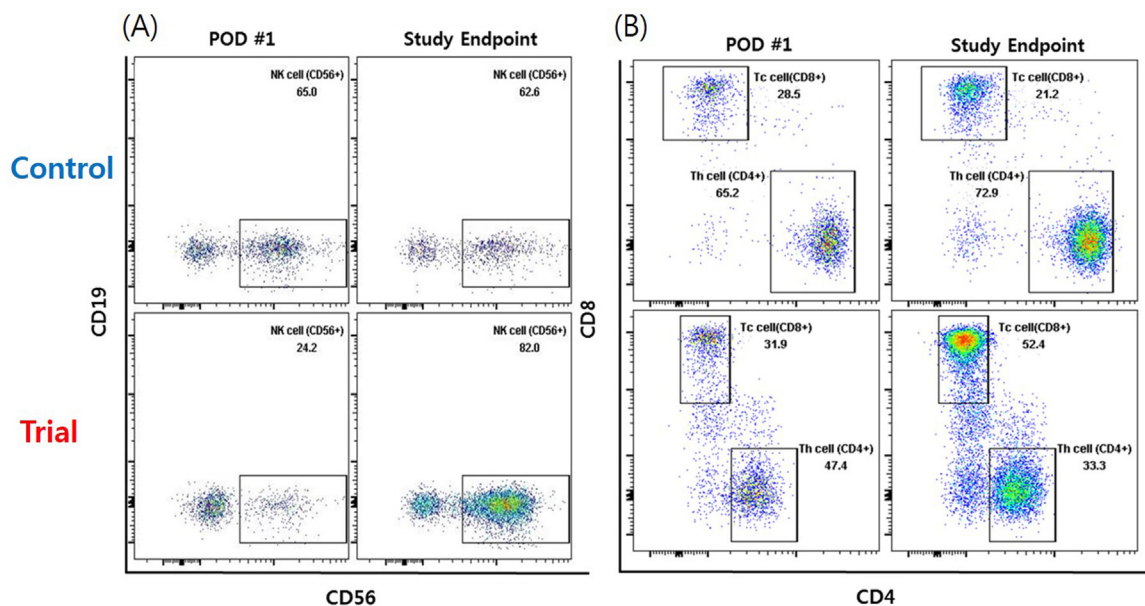 (A)
POD #1
Study Endpoint
(B)
POD #1
Study Endpoint
Control
Trial
CD19
NK cell (CD56+)
65.0
NK cell (CD56+)
62.6
NK cell (CD56+)
24.2
NK cell (CD56+)
82.0
CD56
CD8
Tc cell(CD8+)
28.5
Th cell (CD4+)
65.2
Tc cell(CD8+)
21.2
Th cell (CD4+)
72.9
Tc cell(CD8+)
31.9
Th cell (CD4+)
47.4
Tc cell(CD8+)
52.4
Th cell (CD4+)
33.3
CD4